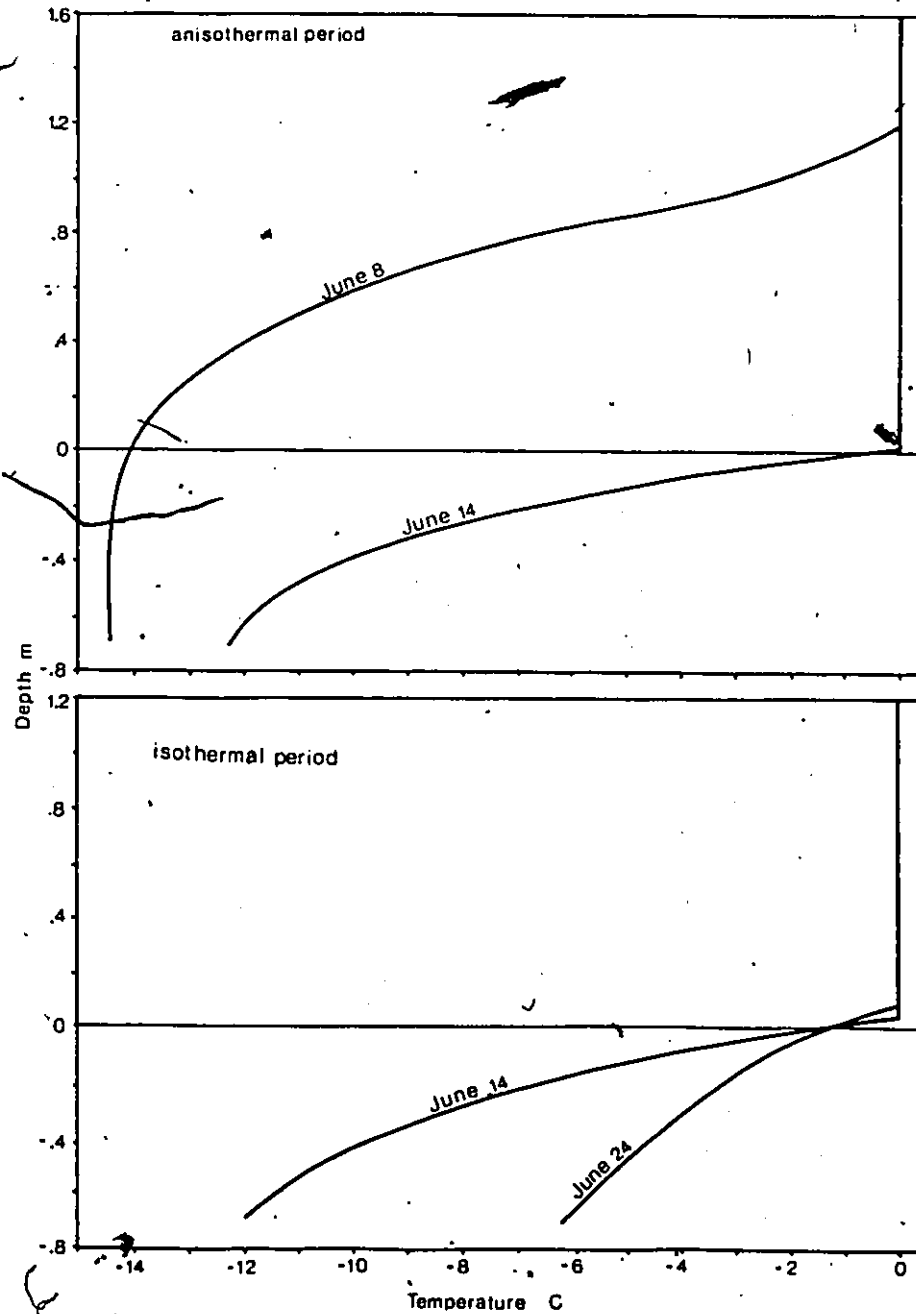 1.6
anisothermal period
1.2
.8
June 8
.4
0
June 14
-.4
-.8
Depth m
1.2
isothermal period
.8
.4
0
June 14
-.4
June 24
-.8
-14 -12 -10 -8 -6 -4 -2 0
Temperature C